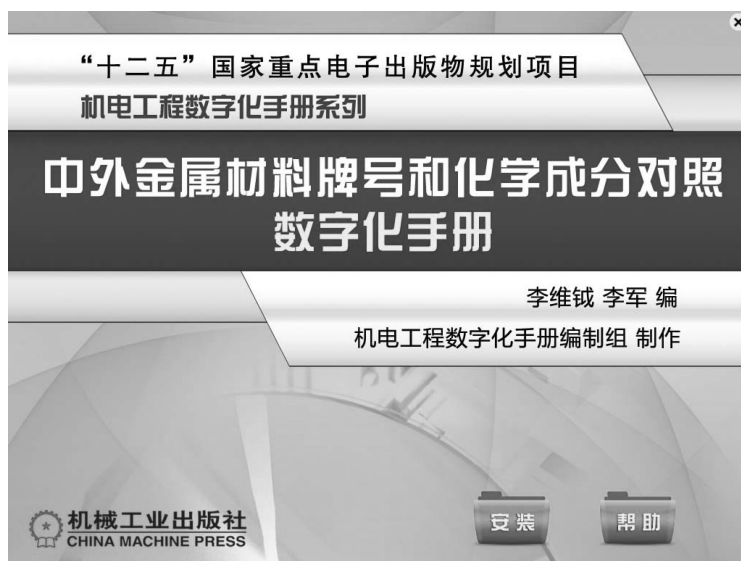 “十二五”国家重点电子出版物规划项目
机电工程数字化手册系列
中外金属材料牌号和化学成分对照
数字化手册
李维钺 李军 编
机电工程数字化手册编制组 制作
机械工业出版社
CHINA MACHINE PRESS
安装
帮助